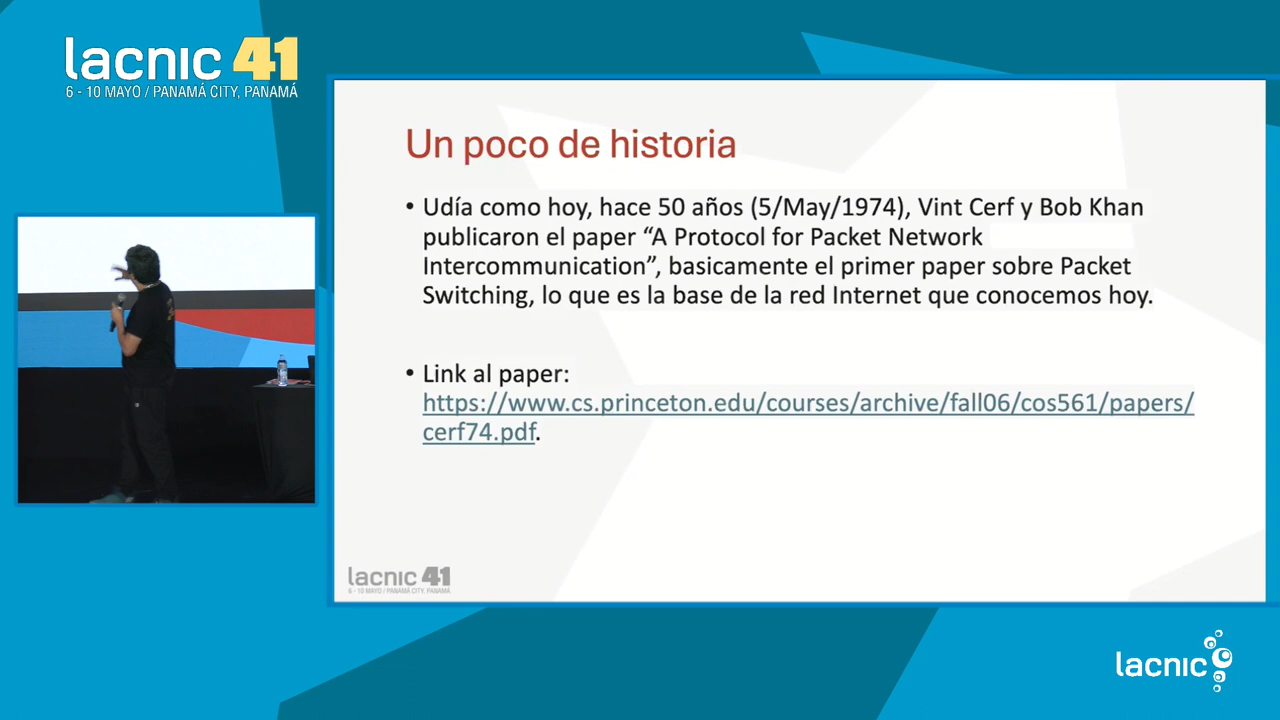 lacnic 41
6 - 10 MAYO / PANAMÁ CITY, PANAMÁ
Un poco de historia
• Udía como hoy, hace 50 años (5/May/1974), Vint Cerf y Bob Khan
publicaron el paper “A Protocol for Packet Network
Intercommunication”, basicamente el primer paper sobre Packet
Switching, lo que es la base de la red Internet que conocemos hoy.
• Link al paper:
https://www.cs.princeton.edu/courses/archive/fall06/cos561/papers/
cerf74.pdf.
lacnic 41
6 - 10 MAYO / PANAMÁ CITY, PANAMÁ
lacnic